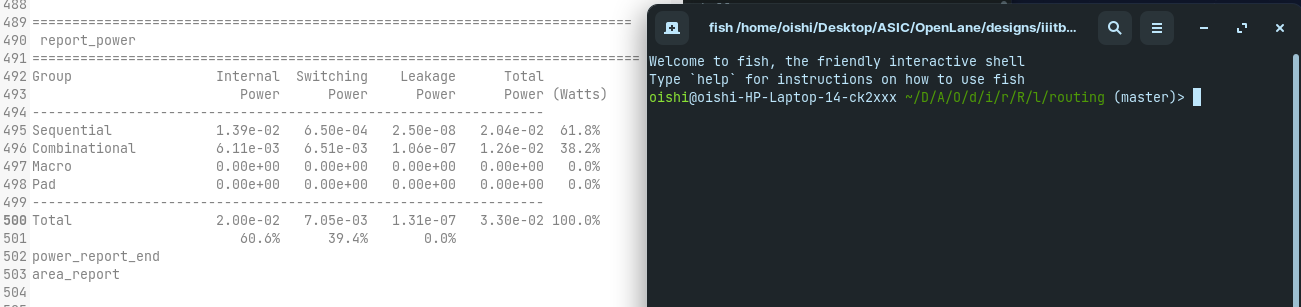 488
489 ===========================================================================
490  report_power
491 ============================================================================
492 Group                  Internal  Switching    Leakage      Total
493                           Power      Power      Power      Power (Watts)
494 ----------------------------------------------------------------
495 Sequential             1.39e-02   6.50e-04   2.50e-08   2.04e-02  61.8%
496 Combinational          6.11e-03   6.51e-03   1.06e-07   1.26e-02  38.2%
497 Macro                  0.00e+00   0.00e+00   0.00e+00   0.00e+00   0.0%
498 Pad                    0.00e+00   0.00e+00   0.00e+00   0.00e+00   0.0%
499 ----------------------------------------------------------------
500 Total                  2.00e-02   7.05e-03   1.31e-07   3.30e-02 100.0%
501                           60.6%      39.4%       0.0%
502 power_report_end
503 area_report
504
fish /home/oishi/Desktop/ASIC/OpenLane/designs/iiitb...
Welcome to fish, the friendly interactive shell
Type `help` for instructions on how to use fish
oishi@oishi-HP-Laptop-14-ck2xxx ~/D/A/O/d/i/r/R/l/routing (master)>